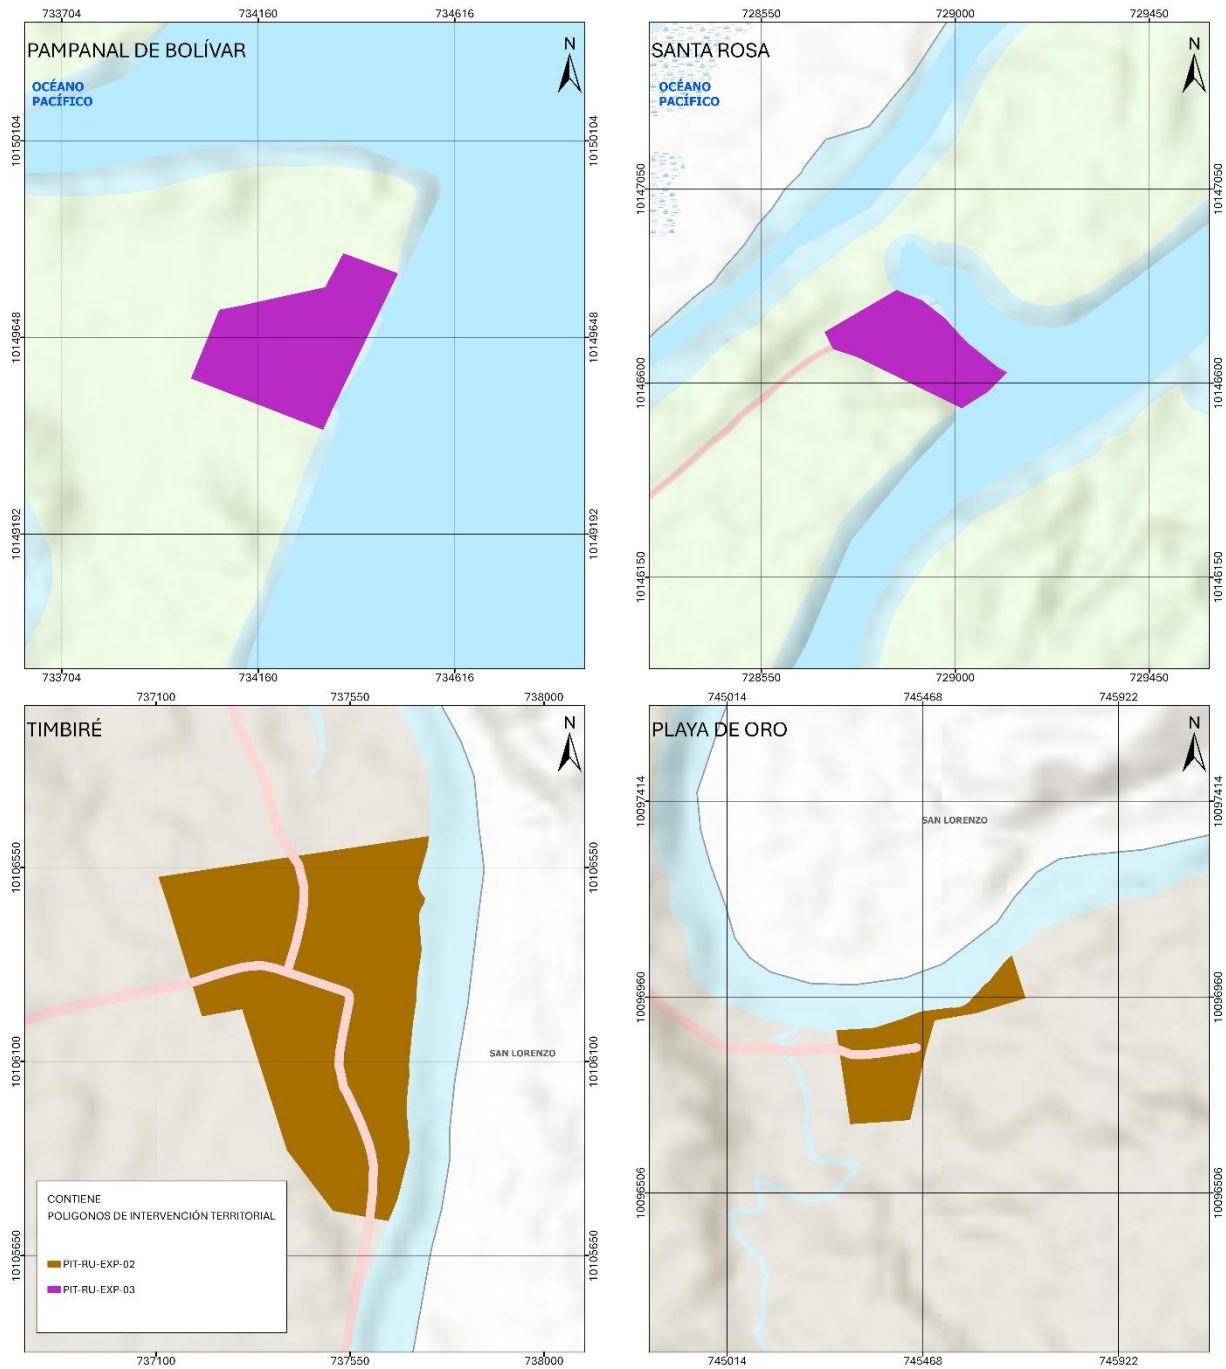 733704 734160 734616
PAMPANAL DE BOLÍVAR
N
OCÉANO
PACÍFICO
10150104 10150104
10149648 10149648
10149192 10149192
733704 734160 734616
728550 729000 729450
SANTA ROSA
N
OCÉANO
PACÍFICO
10147050 10147050
10146600 10146600
10146150 10146150
728550 729000 729450
737100 737550 738000
TIMBIRÉ
N
10106550 10106550
10106100 10106100
SAN LORENZO
10105650 10105650
CONTIENE
POLIGONOS DE INTERVENCIÓN TERRITORIAL
PIT-RU-EXP-02
PIT-RU-EXP-03
737100 737550 738000
745014 745468 745922
PLAYA DE ORO
N
10097414 10097414
SAN LORENZO
10096960 10096960
10096506 10096506
745014 745468 745922